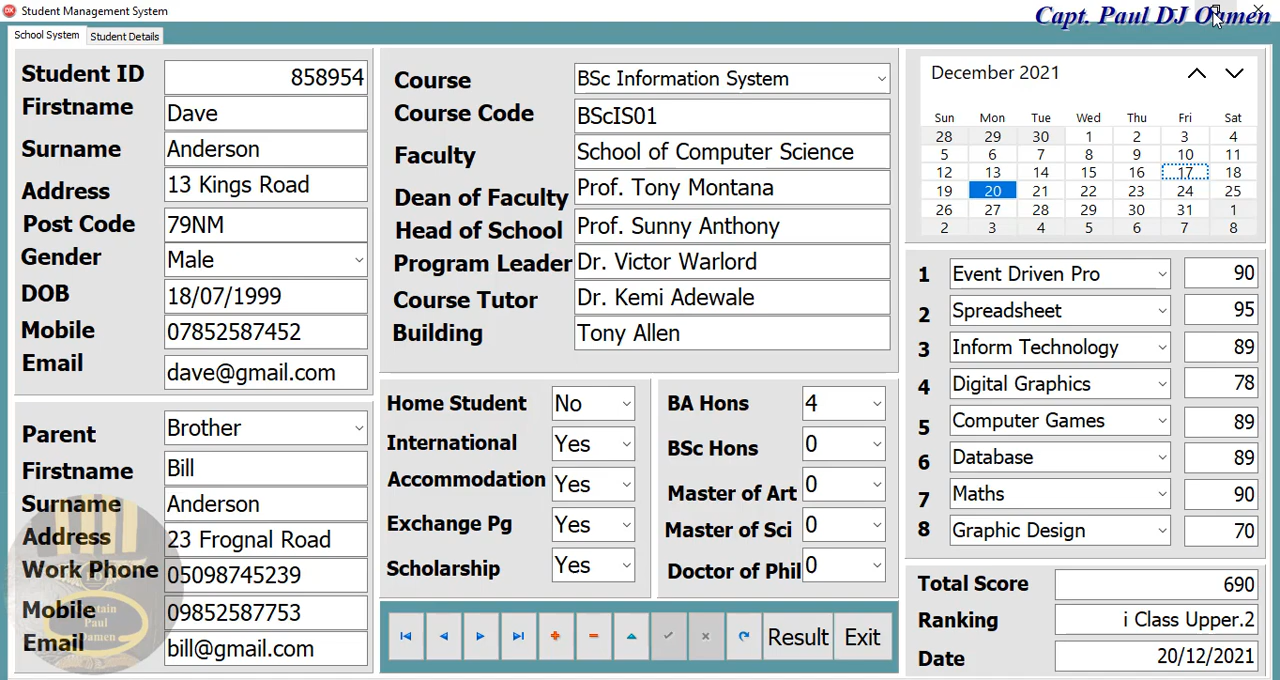 Student Management System
Capt. Paul DJ Oamen
School System
Student Details
Student ID 858954
Firstname Dave
Surname Anderson
Address 13 Kings Road
Post Code 79NM
Gender Male
DOB 18/07/1999
Mobile 07852587452
Email dave@gmail.com
Parent Brother
Firstname Bill
Surname Anderson
Address 23 Frognal Road
Work Phone 05098745239
Mobile 09852587753
Email bill@gmail.com
Course BSc Information System
Course Code BScIS01
Faculty School of Computer Science
Dean of Faculty Prof. Tony Montana
Head of School Prof. Sunny Anthony
Program Leader Dr. Victor Warlord
Course Tutor Dr. Kemi Adewale
Building Tony Allen
Home Student No
International Yes
Accommodation Yes
Exchange Pg Yes
Scholarship Yes
BA Hons 4
BSc Hons 0
Master of Art 0
Master of Sci 0
Doctor of Phil 0
Result Exit
December 2021
Sun Mon Tue Wed Thu Fri Sat
28 29 30 1 2 3 4
5 6 7 8 9 10 11
12 13 14 15 16 17 18
19 20 21 22 23 24 25
26 27 28 29 30 31 1
2 3 4 5 6 7 8
1 Event Driven Pro 90
2 Spreadsheet 95
3 Inform Technology 89
4 Digital Graphics 78
5 Computer Games 89
6 Database 89
7 Maths 90
8 Graphic Design 70
Total Score 690
Ranking i Class Upper.2
Date 20/12/2021
Paul